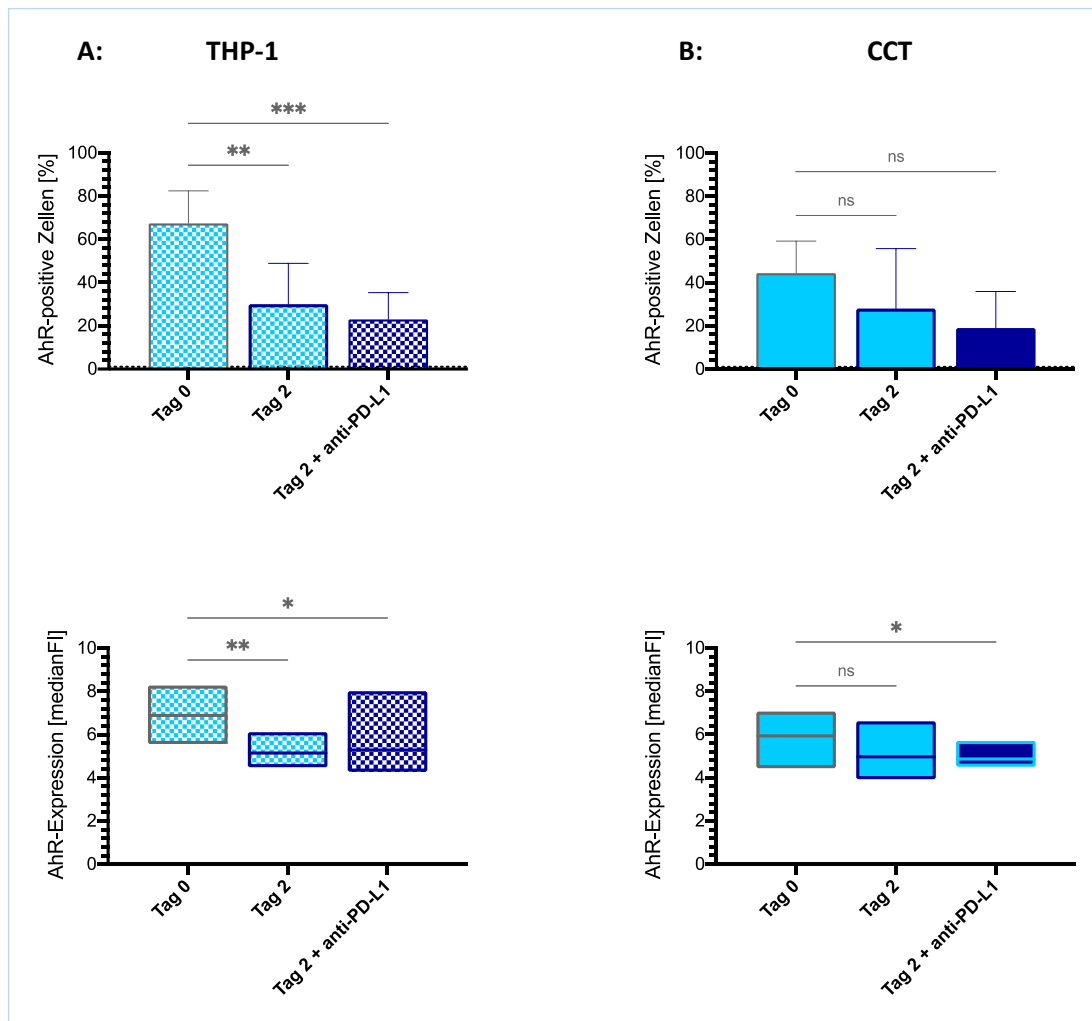 A: THP-1
***
**
AhR-positive Zellen [%]
100
80
60
40
20
0
Tag 0
Tag 2
Tag 2 + anti-PD-L1
B: CCT
ns
ns
AhR-positive Zellen [%]
100
80
60
40
20
0
Tag 0
Tag 2
Tag 2 + anti-PD-L1
*
**
AhR-Expression [medianFI]
10
8
6
4
2
0
Tag 0
Tag 2
Tag 2 + anti-PD-L1
*
ns
AhR-Expression [medianFI]
10
8
6
4
2
0
Tag 0
Tag 2
Tag 2 + anti-PD-L1